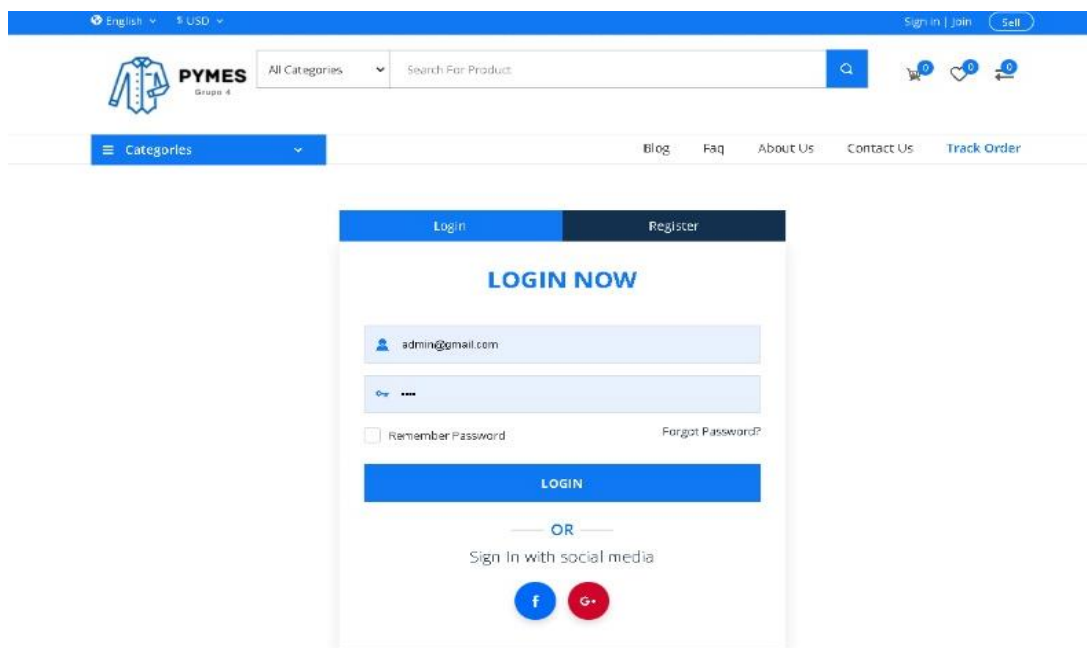 English $ USD Sign in | Join Sell
PYMES
Grupo 4
All Categories Search For Product 0 0 0
Categories Blog Faq About Us Contact Us Track Order
Login Register
LOGIN NOW
admin@gmail.com
••••
Remember Password Forgot Password?
LOGIN
OR
Sign In with social media
f G+